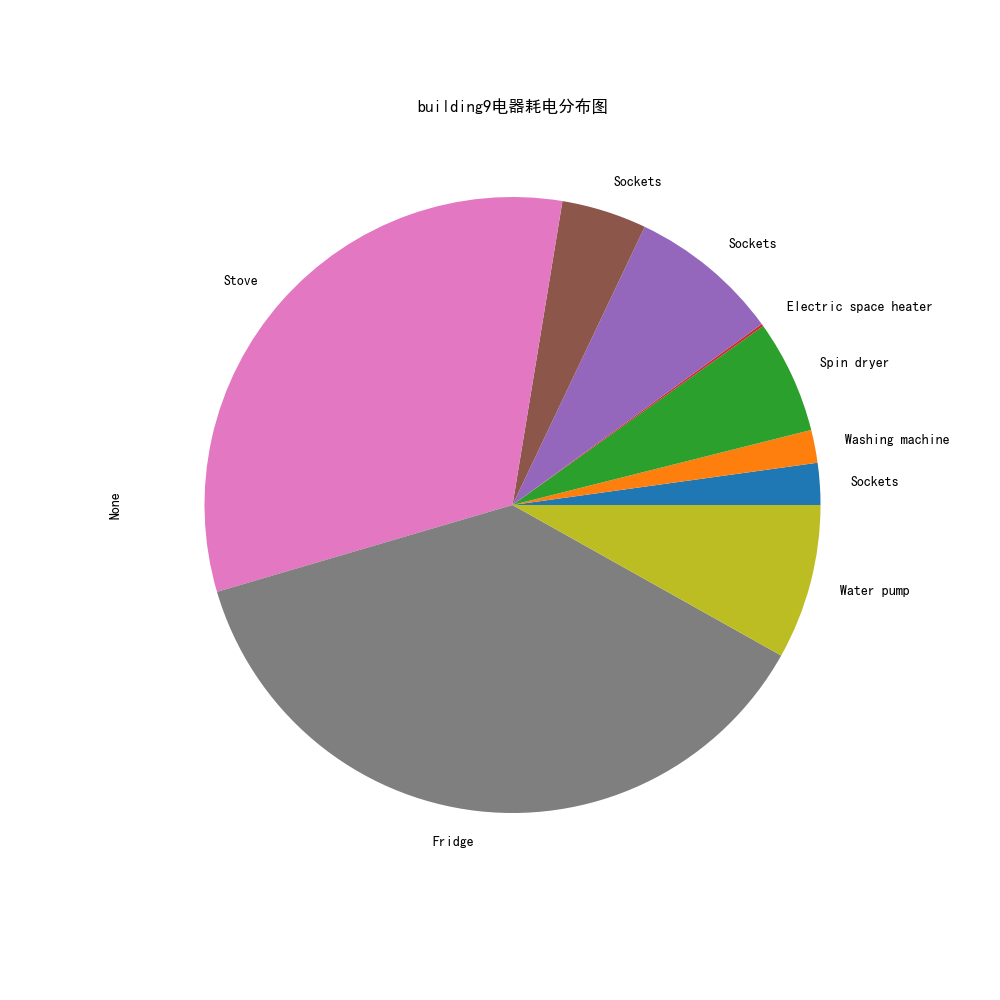 building9电器耗电分布图
Sockets
Sockets
Stove
Electric space heater
Spin dryer
Washing machine
Sockets
None
Water pump
Fridge